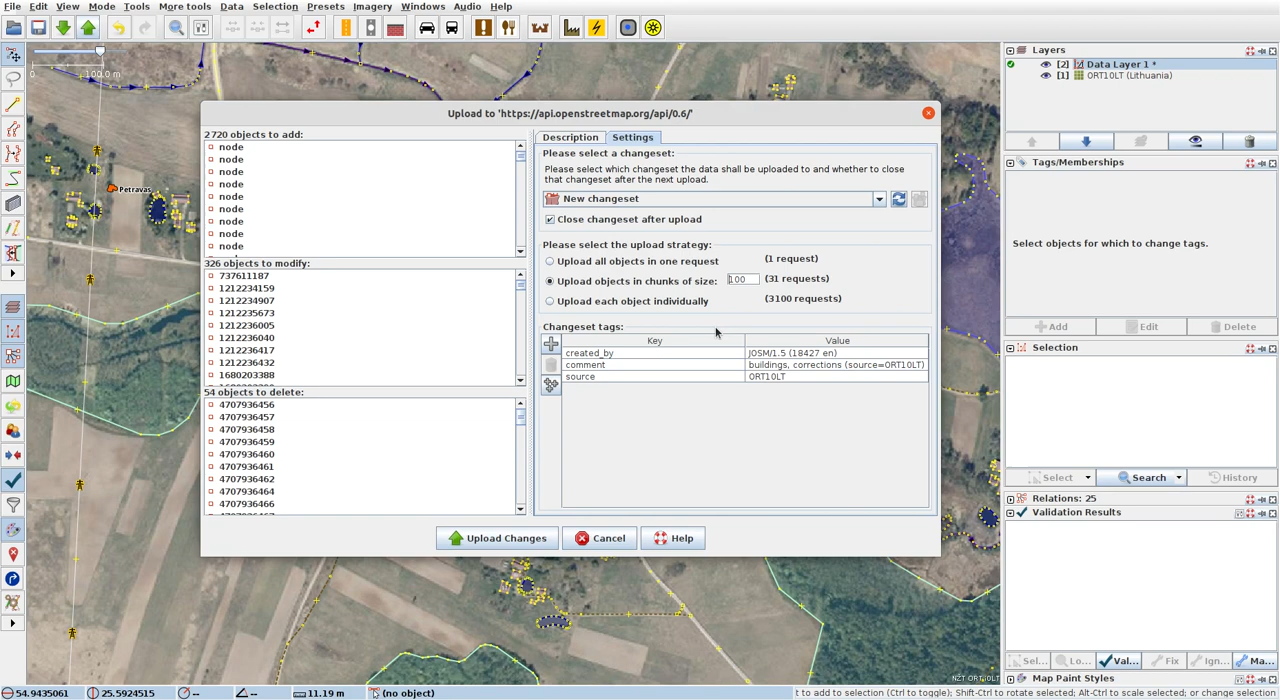 File Edit View Mode Petravas More tools Data Selection Presets Imagery Windows Audio Help
0 100.0 m
Petravas
Upload to 'https://api.openstreetmap.org/api/0.6/'
2720 objects to add:
node
node
node
node
node
node
node
node
node
326 objects to modify:
737611187
1212234159
1212234907
1212235673
1212236005
1212236040
1212236417
1212236432
1680203388
54 objects to delete:
4707936456
4707936457
4707936458
4707936459
4707936460
4707936461
4707936462
4707936464
4707936466
Description Settings
Please select a changeset:
Please select which changeset the data shall be uploaded to and whether to close
that changeset after the next upload.
New changeset
Close changeset after upload
Please select the upload strategy:
Upload all objects in one request (1 request)
Upload objects in chunks of size: 100 (31 requests)
Upload each object individually (3100 requests)
Changeset tags:
Key Value
created_by JOSM/1.5 (18427 en)
comment buildings, corrections (source=ORT10LT)
source ORT10LT
Upload Changes Cancel Help
Layers
[2] Data Layer 1 *
[1] ORT10LT (Lithuania)
Tags/Memberships
Select objects for which to change tags.
Add Edit Delete
Selection
Select Search History
Relations: 25
Validation Results
Sel... Lo... Val... Fix Ign... Ma...
Map Paint Styles
NŽT ORT10LT
54.9435061 25.5924515 -- -- 11.19 m (no object) t to add to selection (Ctrl to toggle); Shift-Ctrl to rotate selected; Alt-Ctrl to scale selected; or change selection